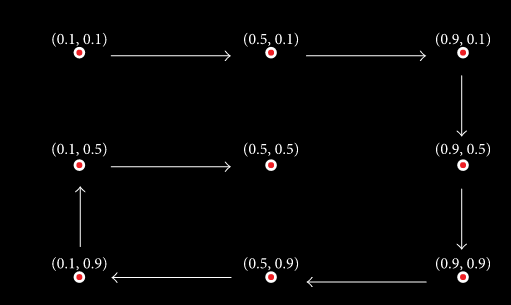 (0.1, 0.1) (0.5, 0.1) (0.9, 0.1)
(0.1, 0.5) (0.5, 0.5) (0.9, 0.5)
(0.1, 0.9) (0.5, 0.9) (0.9, 0.9)